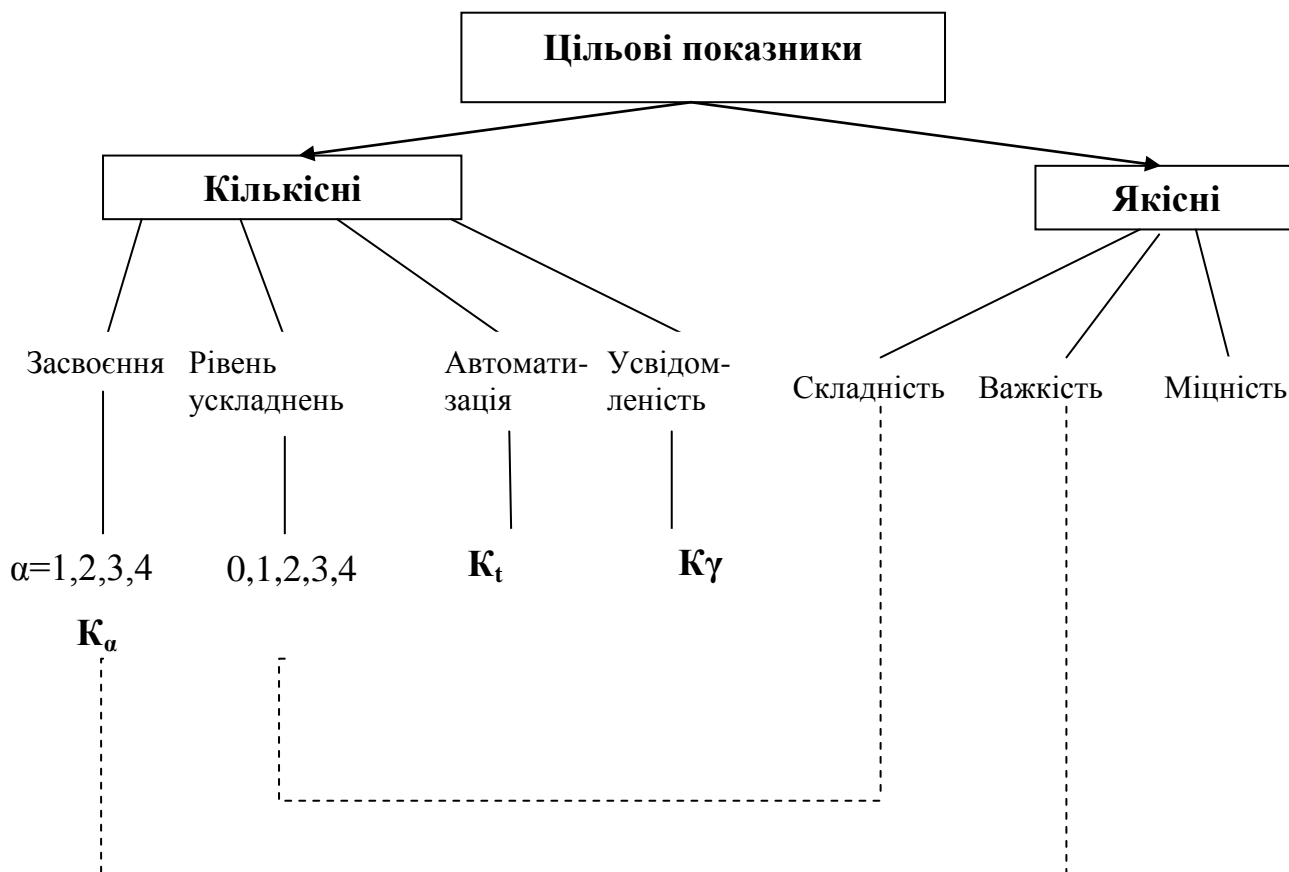 Цільові показники
Кількісні
Якісні
Засвоєння
Рівень
ускладнень
Автомати-
зація
Усвідом-
леність
Складність
Важкість
Міцність
α=1,2,3,4
0,1,2,3,4
Kt
Kγ
Kα